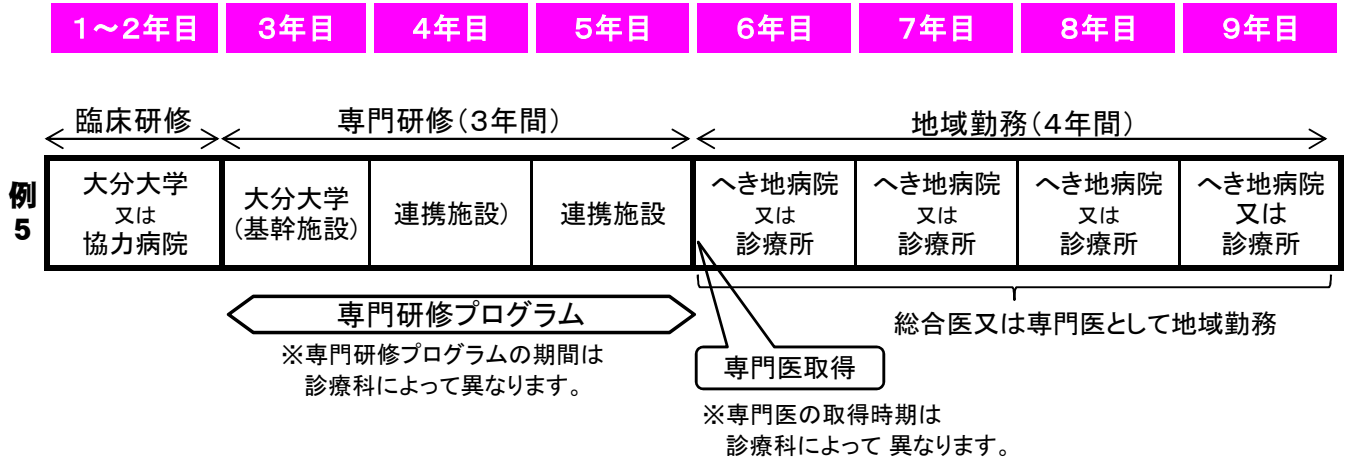 1～2年目 3年目 4年目 5年目 6年目 7年目 8年目 9年目
臨床研修 専門研修(3年間) 地域勤務(4年間)
例5
大分大学
又は
協力病院
大分大学
(基幹施設)
連携施設)
連携施設
へき地病院
又は
診療所
へき地病院
又は
診療所
へき地病院
又は
診療所
へき地病院
又は
診療所
専門研修プログラム
※専門研修プログラムの期間は
診療科によって異なります。
総合医又は専門医として地域勤務
専門医取得
※専門医の取得時期は
診療科によって 異なります。